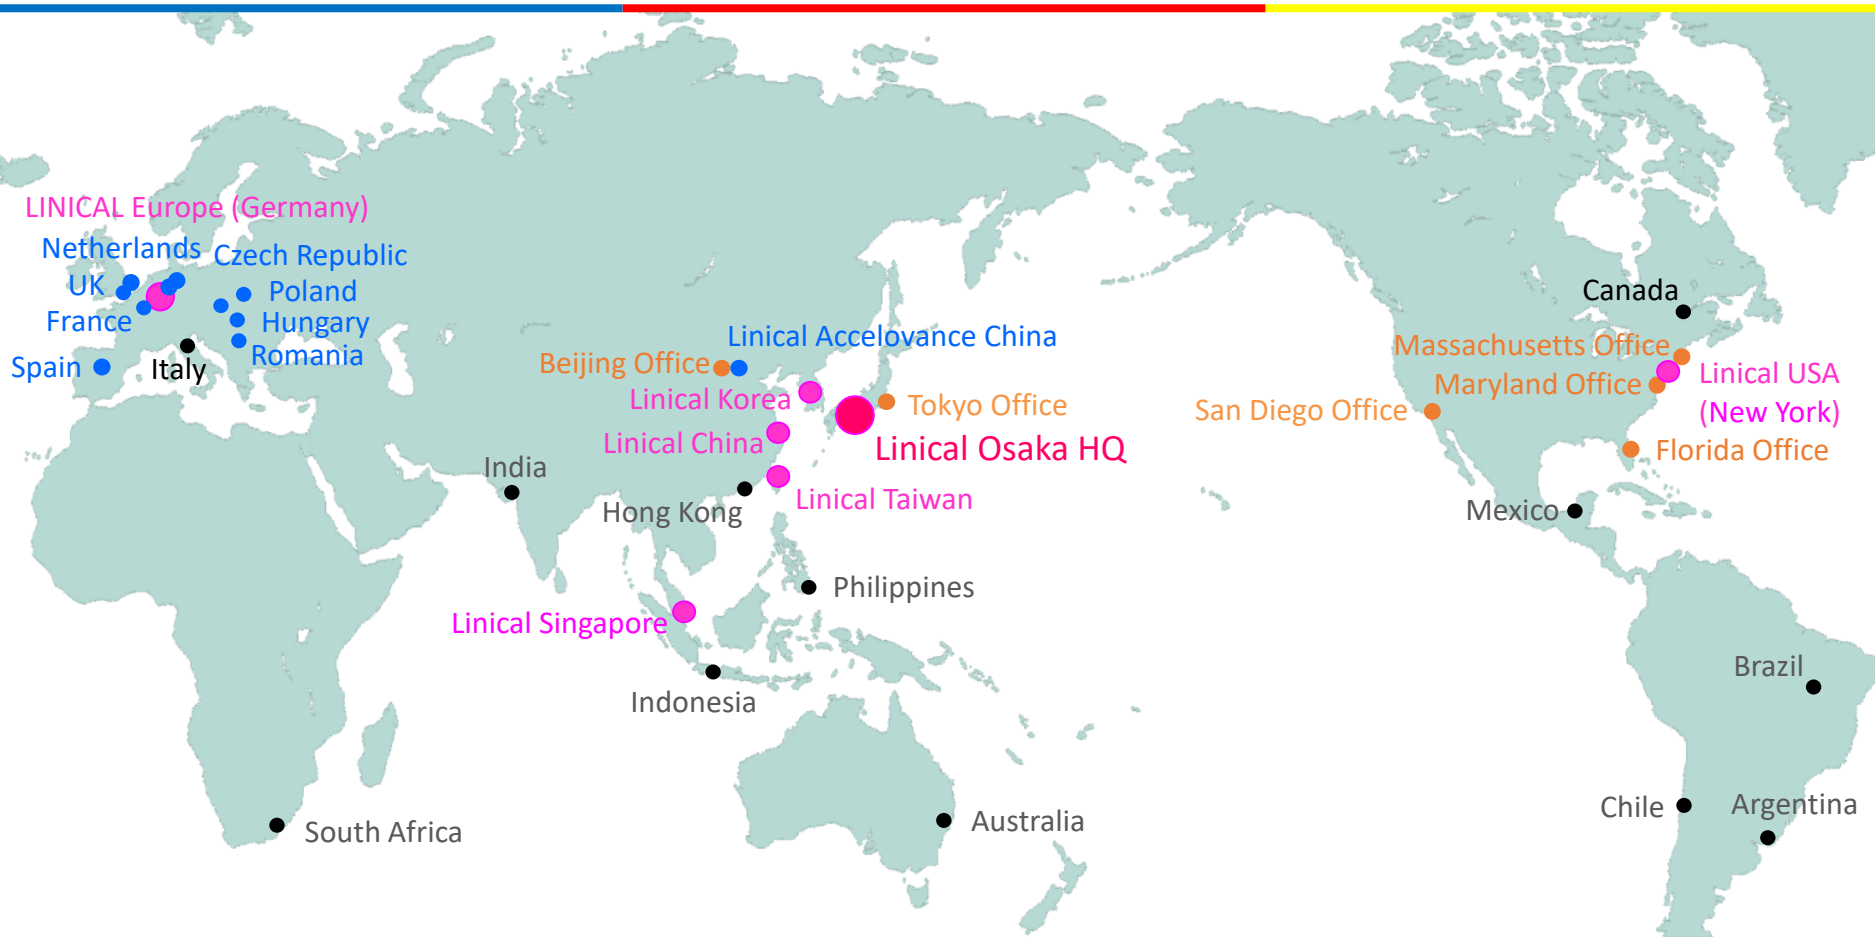 LINICAL Europe (Germany)
Netherlands
Czech Republic
UK
Poland
France
Hungary
Romania
Spain
Italy
Linical Accelovance China
Beijing Office
Linical Korea
Tokyo Office
Linical China
Linical Osaka HQ
India
Linical Taiwan
Hong Kong
Philippines
Linical Singapore
Indonesia
South Africa
Australia
Canada
Massachusetts Office
Linical USA
(New York)
Maryland Office
San Diego Office
Florida Office
Mexico
Brazil
Chile
Argentina